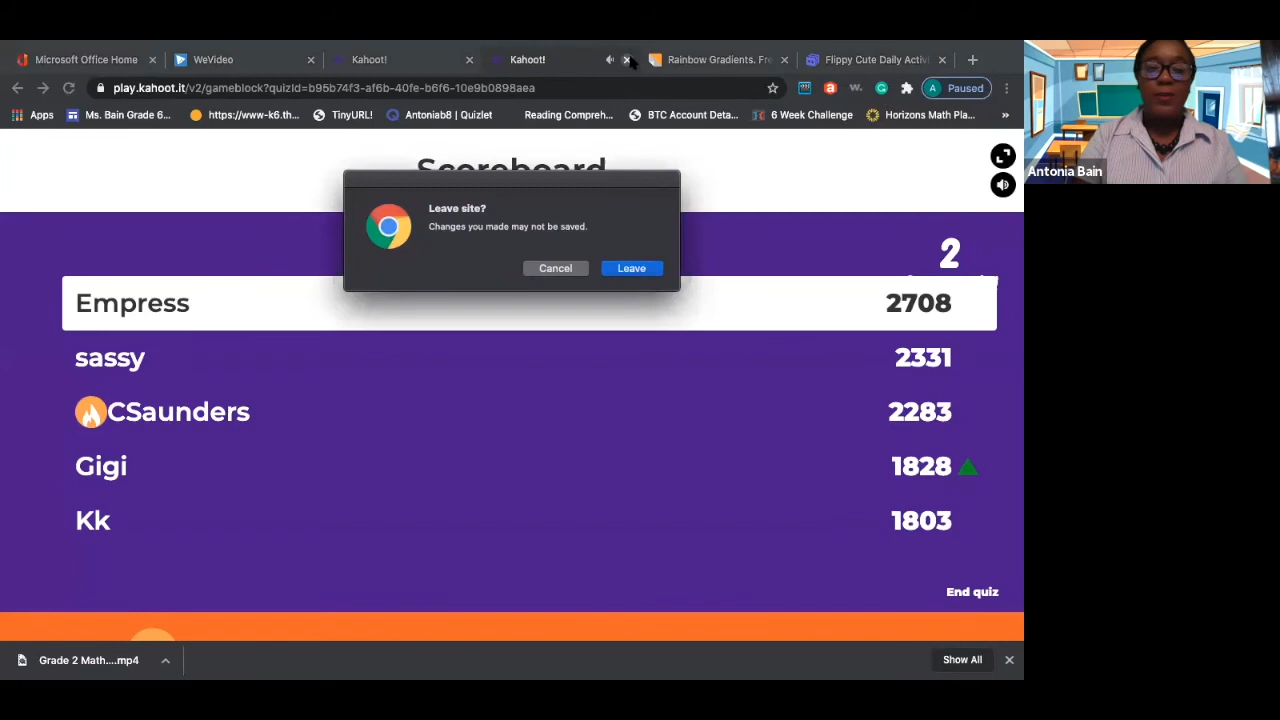 Microsoft Office Home
WeVideo
Kahoot!
Kahoot!
Rainbow Gradients. Fre
Flippy Cute Daily Activi
play.kahoot.it/v2/gameblock?quizId=b95b74f3-af6b-40fe-b6f6-10e9b0898aea
Paused
Apps
Ms. Bain Grade 6...
https://www-k6.th...
TinyURL!
AntoniaB8 | Quizlet
Reading Compreh...
BTC Account Deta...
6 Week Challenge
Horizons Math Pla...
Scoreboard
Antonia Bain
Leave site?
Changes you made may not be saved.
Cancel
Leave
2
Empress 2708
sassy 2331
CSaunders 2283
Gigi 1828
Kk 1803
End quiz
Grade 2 Math....mp4
Show All